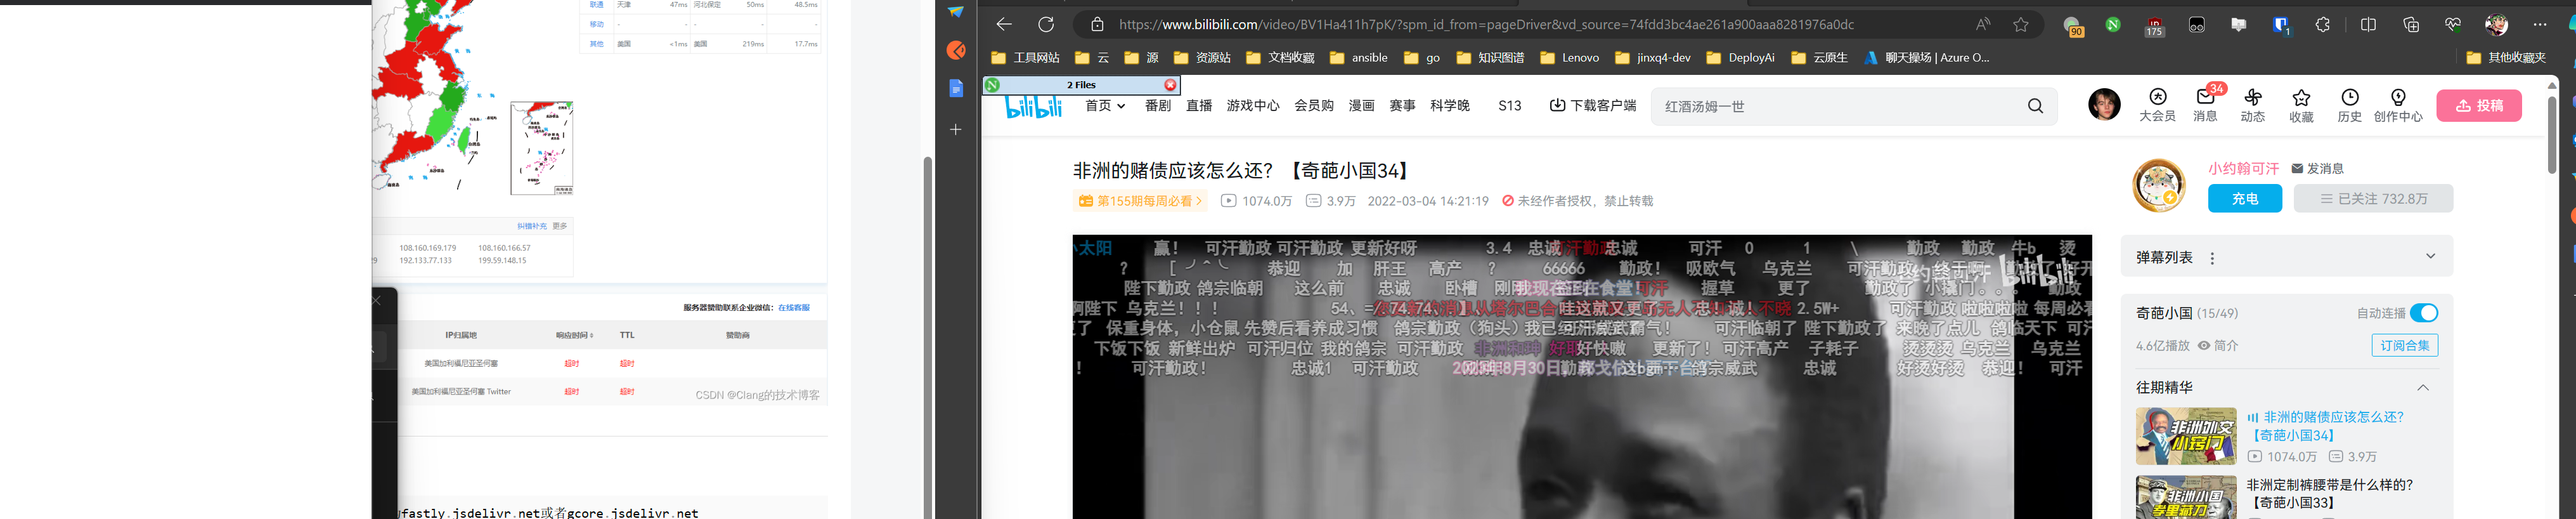 联通 天津 47ms 河北保定 50ms 48.5ms
移动 - - - - -
其他 美国 <1ms 美国 219ms 17.7ms
纠错补充 更多
108.160.169.179 108.160.166.57
192.133.77.133 199.59.148.15
服务器赞助联系企业微信：在线客服
IP归属地 响应时间 TTL 赞助商
美国加利福尼亚圣何塞 超时 超时
美国加利福尼亚圣何塞 Twitter 超时 超时
CSDN @Clang的技术博客
fastly.jsdelivr.net或者gcore.jsdelivr.net
https://www.bilibili.com/video/BV1Ha411h7pK/?spm_id_from=pageDriver&vd_source=74fdd3bc4ae261a900aaa8281976a0dc
90 175 1
工具网站 云 源 资源站 文档收藏 ansible go 知识图谱 Lenovo jinxq4-dev DeployAi 云原生 聊天操场 | Azure O... 其他收藏夹
2 Files
bilibili 首页 番剧 直播 游戏中心 会员购 漫画 赛事 科学晚 S13 下载客户端 红酒汤姆一世 大会员 34 消息 动态 收藏 历史 创作中心 投稿
非洲的赌债应该怎么还？【奇葩小国34】
第155期每周必看 1074.0万 3.9万 2022-03-04 14:21:19 未经作者授权，禁止转载
小约翰可汗 发消息
充电 已关注 732.8万
小太阳 赢！ 可汗勤政 可汗勤政 更新好呀 3.4 忠诚 忠诚 可汗 0 1 \ 勤政 勤政 牛b 烫
？ 恭迎 加 肝王 高产 ？ 66666 勤政！ 吸欧气 乌克兰 可汗勤政
陛下勤政 鸽宗临朝 这么前 忠诚 卧槽 握草 更了 勤政
阿陛下 乌克兰！！！ 2.5W+ 可汗勤政 啦啦啦啦 每周必看
了 保重身体，小仓鼠 先赞后看养成习惯 鸽宗勤政（狗头） 可汗临朝了 陛下勤政了 来晚了点儿
下饭下饭 新鲜出炉 可汗归位 我的鸽宗 可汗勤政 非洲和珅 好快嗷 更新了！ 可汗高产 子耗子 烫烫烫 乌克兰 乌克兰
！ 可汗勤政！ 忠诚1 可汗勤政 鸽宗威武 忠诚 好烫好烫 恭迎！ 可汗
弹幕列表
奇葩小国 (15/49) 自动连播
4.6亿播放 简介 订阅合集
往期精华
非洲外交小窍门
非洲的赌债应该怎么还？
【奇葩小国34】
1074.0万 3.9万
非洲小国
非洲定制裤腰带是什么样的？
【奇葩小国33】